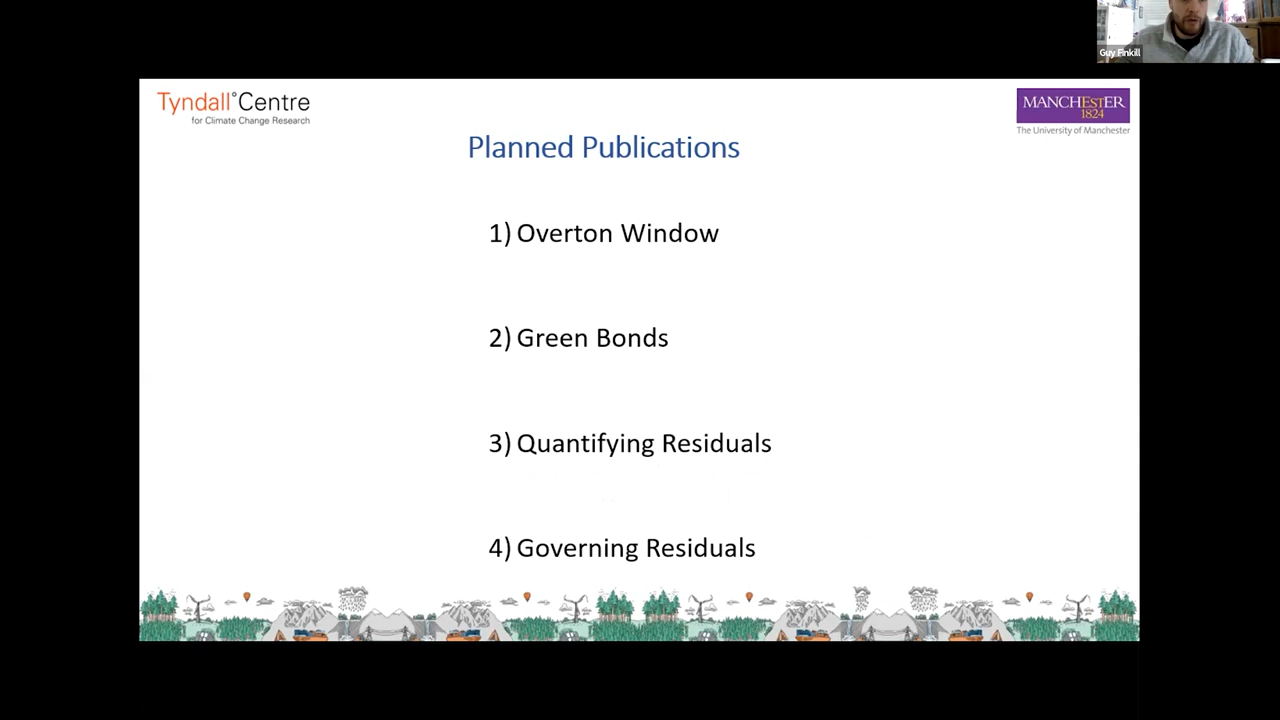 Guy Finkill
Tyndall°Centre
for Climate Change Research
MANCHESTER
1824
The University of Manchester
Planned Publications
1) Overton Window
2) Green Bonds
3) Quantifying Residuals
4) Governing Residuals